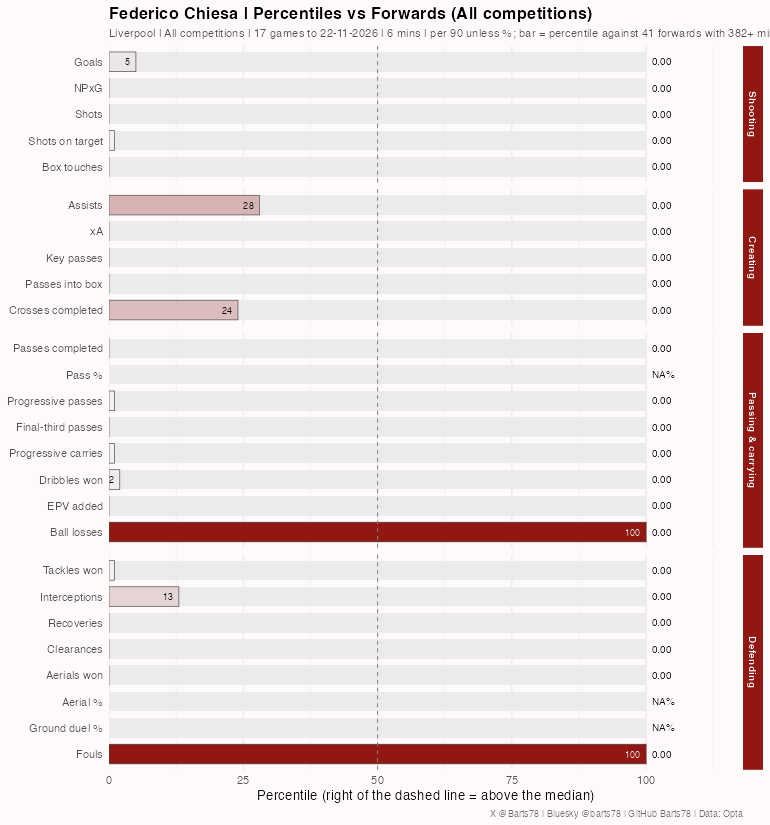 Federico Chiesa | Percentiles vs Forwards (All competitions)
Liverpool | All competitions | 17 games to 22-11-2026 | 6 mins | per 90 unless %; bar = percentile against 41 forwards with 382+ mi
Goals 5 0.00
NPxG 0.00
Shots 0.00
Shots on target 0.00
Box touches 0.00
Shooting
Assists 28 0.00
xA 0.00
Key passes 0.00
Passes into box 0.00
Crosses completed 24 0.00
Creating
Passes completed 0.00
Pass % NA%
Progressive passes 0.00
Final-third passes 0.00
Progressive carries 0.00
Dribbles won 2 0.00
EPV added 0.00
Ball losses 100 0.00
Passing & carrying
Tackles won 0.00
Interceptions 13 0.00
Recoveries 0.00
Clearances 0.00
Aerials won 0.00
Aerial % NA%
Ground duel % NA%
Fouls 100 0.00
Defending
0 25 50 75 100
Percentile (right of the dashed line = above the median)
X @Barts78 | Bluesky @barts78 | GitHub Barts78 | Data: Opta